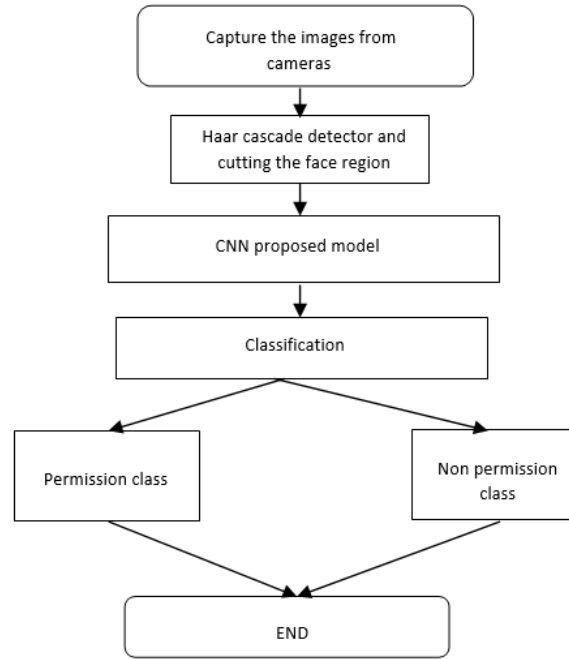 Capture the images from
cameras
Haar cascade detector and
cutting the face region
CNN proposed model
Classification
Permission class
Non permission
class
END